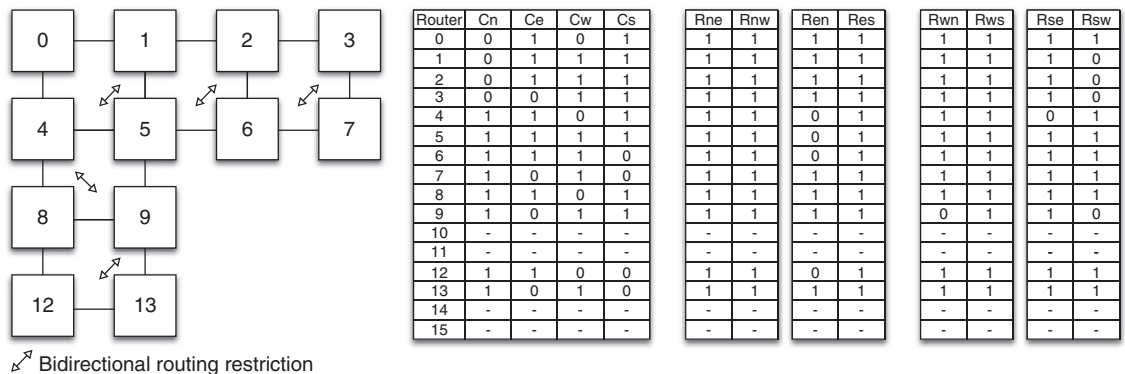 0 1 2 3
4 5 6 7
8 9
12 13
Bidirectional routing restriction
Router Cn Ce Cw Cs Rne Rnw Ren Res Rwn Rws Rse Rsw
0 0 1 0 1 1 1 1 1 1 1 1 1
1 0 1 1 1 1 1 1 1 1 1 1 0
2 0 1 1 1 1 1 1 1 1 1 1 0
3 0 0 1 1 1 1 1 1 1 1 1 0
4 1 1 0 1 1 1 0 1 1 1 0 1
5 1 1 1 1 1 1 0 1 1 1 1 1
6 1 1 1 0 1 1 0 1 1 1 1 1
7 1 0 1 0 1 1 1 1 1 1 1 1
8 1 1 0 1 1 1 1 1 1 1 1 1
9 1 0 1 1 1 1 1 1 0 1 1 0
10 - - - - - - - - - - - -
11 - - - - - - - - - - - -
12 1 1 0 0 1 1 0 1 1 1 1 1
13 1 0 1 0 1 1 1 1 1 1 1 1
14 - - - - - - - - - - - -
15 - - - - - - - - - - - -